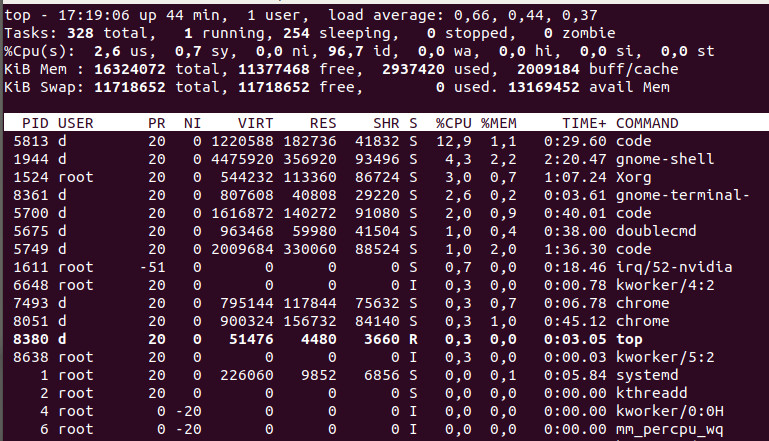 top - 17:19:06 up 44 min,  1 user,  load average: 0,66, 0,44, 0,37
Tasks: 328 total,   1 running, 254 sleeping,   0 stopped,   0 zombie
%Cpu(s):  2,6 us,  0,7 sy,  0,0 ni, 96,7 id,  0,0 wa,  0,0 hi,  0,0 si,  0,0 st
KiB Mem : 16324072 total, 11377468 free,  2937420 used,  2009184 buff/cache
KiB Swap: 11718652 total, 11718652 free,        0 used. 13169452 avail Mem
PID USER PR NI VIRT RES SHR S %CPU %MEM TIME+ COMMAND
5813 d 20 0 1220588 182736 41832 S 12,9 1,1 0:29.60 code
1944 d 20 0 4475920 356920 93496 S 4,3 2,2 2:20.47 gnome-shell
1524 root 20 0 544232 113360 86724 S 3,0 0,7 1:07.24 Xorg
8361 d 20 0 807608 40808 29220 S 2,6 0,2 0:03.61 gnome-terminal-
5700 d 20 0 1616872 140272 91080 S 2,0 0,9 0:40.01 code
5675 d 20 0 963468 59980 41504 S 1,0 0,4 0:38.00 doublecmd
5749 d 20 0 2009684 330060 88524 S 1,0 2,0 1:36.30 code
1611 root -51 0 0 0 0 S 0,7 0,0 0:18.46 irq/52-nvidia
6648 root 20 0 0 0 0 I 0,3 0,0 0:00.78 kworker/4:2
7493 d 20 0 795144 117844 75632 S 0,3 0,7 0:06.78 chrome
8051 d 20 0 900324 156732 84140 S 0,3 1,0 0:45.12 chrome
8380 d 20 0 51476 4480 3660 R 0,3 0,0 0:03.05 top
8638 root 20 0 0 0 0 I 0,3 0,0 0:00.03 kworker/5:2
1 root 20 0 226060 9852 6856 S 0,0 0,1 0:05.84 systemd
2 root 20 0 0 0 0 S 0,0 0,0 0:00.00 kthreadd
4 root 0 -20 0 0 0 I 0,0 0,0 0:00.00 kworker/0:0H
6 root 0 -20 0 0 0 I 0,0 0,0 0:00.00 mm_percpu_wq